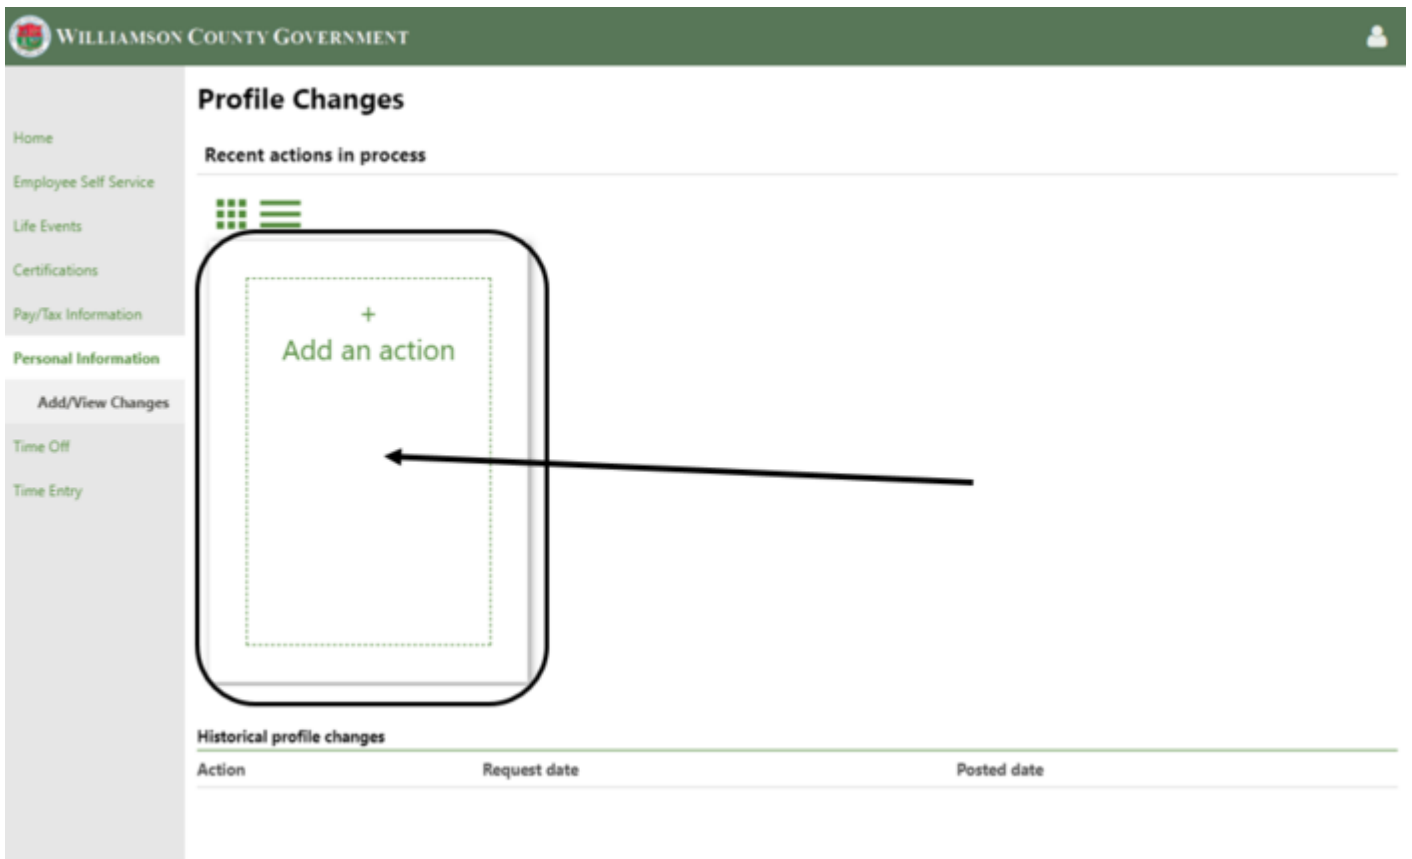 WILLIAMSON COUNTY GOVERNMENT
Profile Changes
Recent actions in process
Home
Employee Self Service
Life Events
Certifications
Pay/Tax Information
Personal Information
Add/View Changes
Time Off
Time Entry
+
Add an action
Historical profile changes
Action Request date Posted date